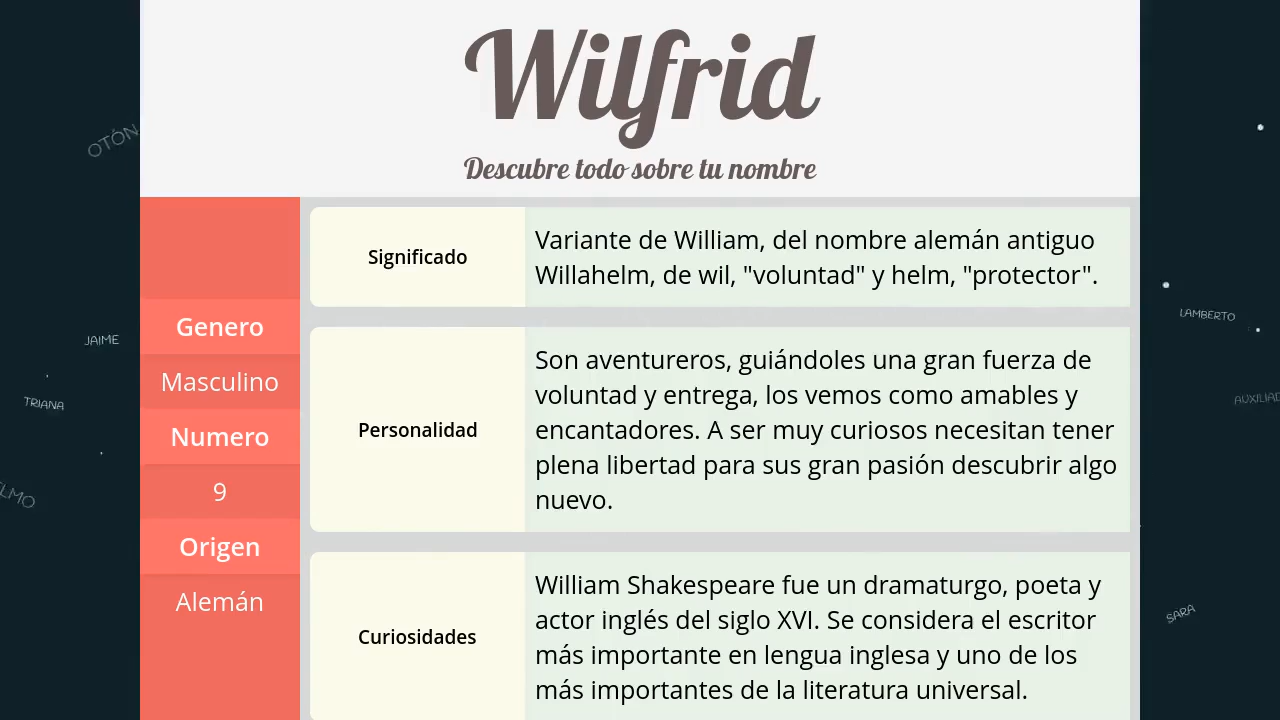 Wilfrid
Descubre todo sobre tu nombre
OTÓN
JAIME
TRIANA
LAMBERTO
SARA
Genero
Masculino
Numero
9
Origen
Alemán
Significado
Variante de William, del nombre alemán antiguo
Willahelm, de wil, "voluntad" y helm, "protector".
Personalidad
Son aventureros, guiándoles una gran fuerza de
voluntad y entrega, los vemos como amables y
encantadores. A ser muy curiosos necesitan tener
plena libertad para sus gran pasión descubrir algo
nuevo.
Curiosidades
William Shakespeare fue un dramaturgo, poeta y
actor inglés del siglo XVI. Se considera el escritor
más importante en lengua inglesa y uno de los
más importantes de la literatura universal.